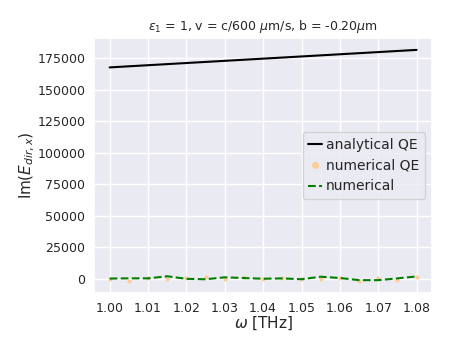 ε₁ = 1, v = c/600 μm/s, b = -0.20μm
Im(E_{dir, x})
175000
150000
125000
100000
75000
50000
25000
0
analytical QE
numerical QE
numerical
1.00 1.01 1.02 1.03 1.04 1.05 1.06 1.07 1.08
ω [THz]